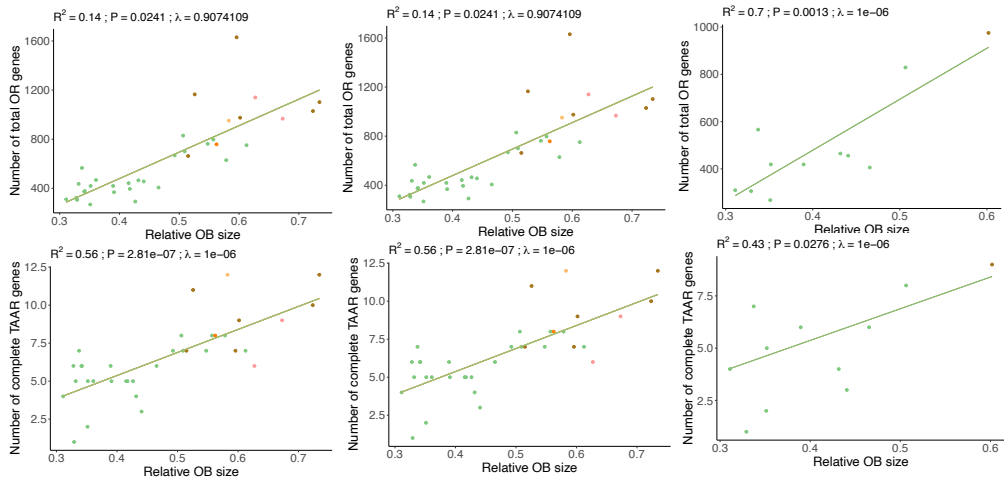 R² = 0.14 ; P = 0.0241 ; λ = 0.9074109
Number of total OR genes
1600
1200
800
400
0.3 0.4 0.5 0.6 0.7
Relative OB size
R² = 0.14 ; P = 0.0241 ; λ = 0.9074109
Number of total OR genes
1600
1200
800
400
0.3 0.4 0.5 0.6 0.7
Relative OB size
R² = 0.7 ; P = 0.0013 ; λ = 1e-06
Number of total OR genes
1000
800
600
400
0.3 0.4 0.5 0.6
Relative OB size
R² = 0.56 ; P = 2.81e-07 ; λ = 1e-06
Number of complete TAAR genes
12.5
10.0
7.5
5.0
2.5
0.3 0.4 0.5 0.6 0.7
Relative OB size
R² = 0.56 ; P = 2.81e-07 ; λ = 1e-06
Number of complete TAAR genes
12.5
10.0
7.5
5.0
2.5
0.3 0.4 0.5 0.6 0.7
Relative OB size
R² = 0.43 ; P = 0.0276 ; λ = 1e-06
Number of complete TAAR genes
7.5
5.0
2.5
0.3 0.4 0.5 0.6
Relative OB size